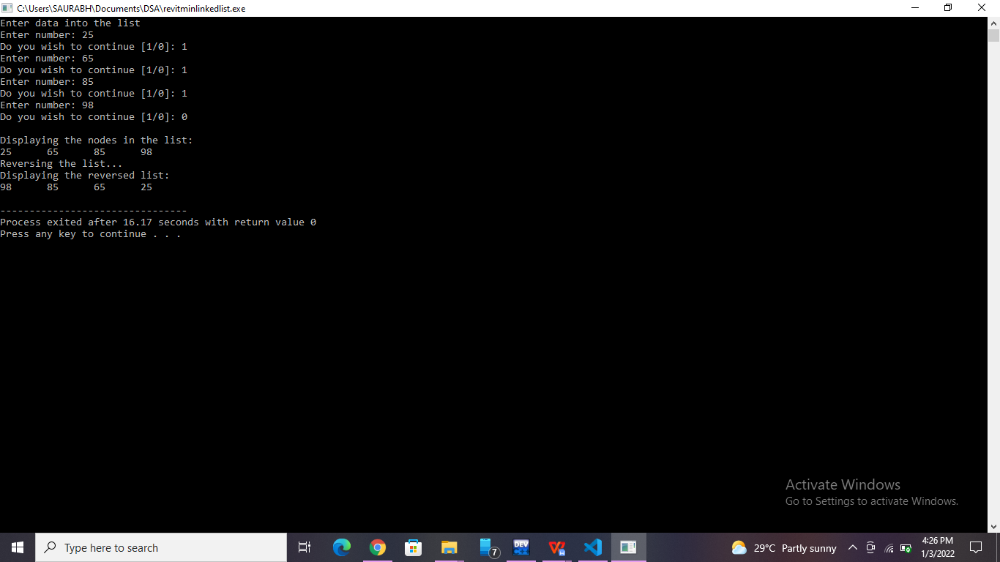 C:\Users\SAURABH\Documents\DSA\revitminlinkedlist.exe
Enter data into the list
Enter number: 25
Do you wish to continue [1/0]: 1
Enter number: 65
Do you wish to continue [1/0]: 1
Enter number: 85
Do you wish to continue [1/0]: 1
Enter number: 98
Do you wish to continue [1/0]: 0
Displaying the nodes in the list:
25 65 85 98
Reversing the list...
Displaying the reversed list:
98 85 65 25
--------------------------------
Process exited after 16.17 seconds with return value 0
Press any key to continue . . .
Activate Windows
Go to Settings to activate Windows.
Type here to search
7
DEV
29°C Partly sunny
4:26 PM
1/3/2022